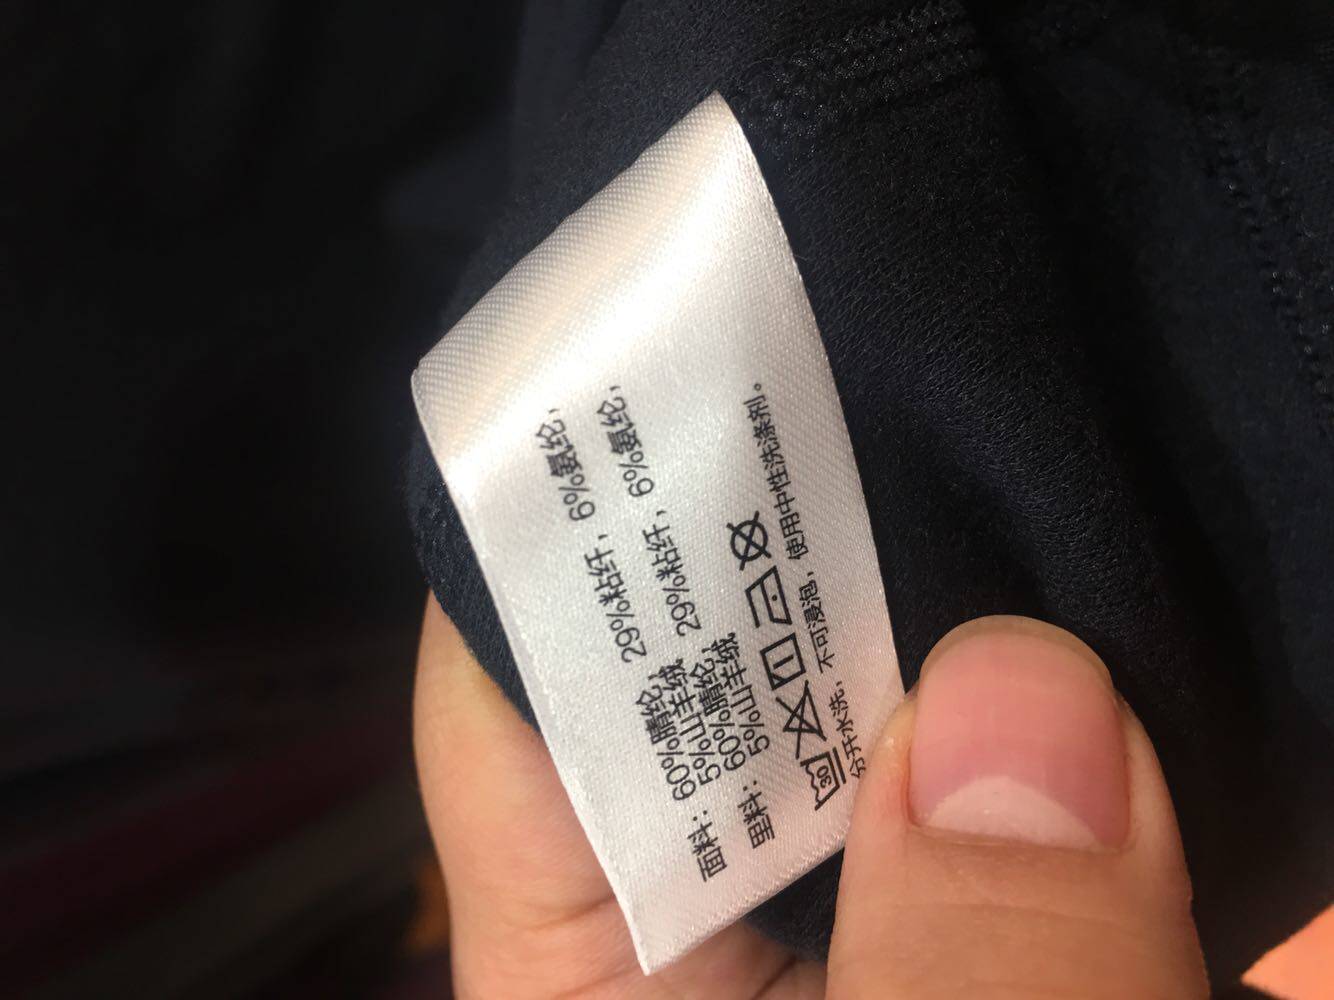 面料：60%腈纶，29%粘纤，6%氨纶，
5%山羊绒
里料：60%腈纶，29%粘纤，6%氨纶，
5%山羊绒
30
分开水洗，不可浸泡，使用中性洗涤剂。